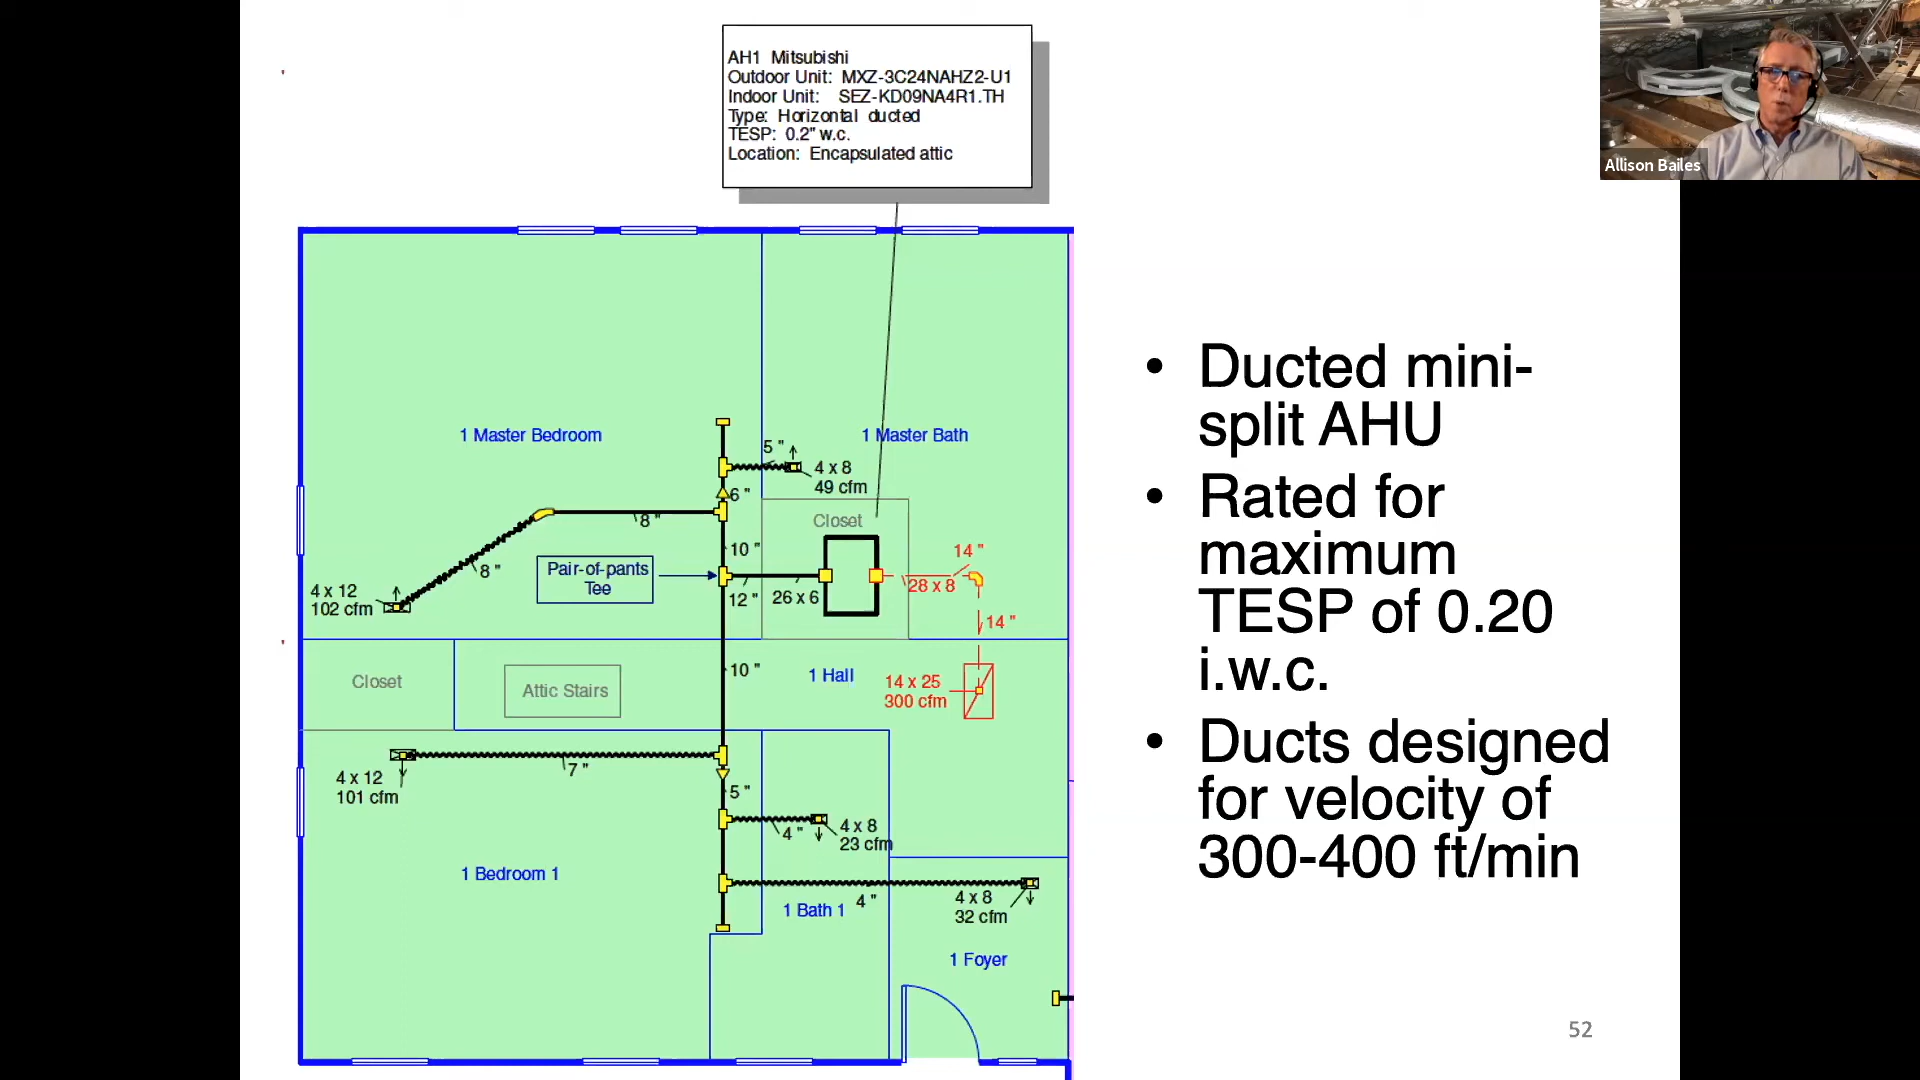 AH1 Mitsubishi
Outdoor Unit: MXZ-3C24NAHZ2-U1
Indoor Unit: SEZ-KD09NA4R1.TH
Type: Horizontal ducted
TESP: 0.2" w.c.
Location: Encapsulated attic
Allison Bailes
1 Master Bedroom
5 "
1 Master Bath
4 x 8
49 cfm
6 "
8 "
Closet
10 "
14 "
8 "
Pair-of-pants
Tee
12 "
26 x 6
28 x 8
4 x 12
102 cfm
14 "
Closet
Attic Stairs
10 "
1 Hall
14 x 25
300 cfm
7 "
4 x 12
101 cfm
5 "
4 "
4 x 8
23 cfm
1 Bedroom 1
4 "
1 Bath 1
4 x 8
32 cfm
1 Foyer
• Ducted mini-
split AHU
• Rated for
maximum
TESP of 0.20
i.w.c.
• Ducts designed
for velocity of
300-400 ft/min
52